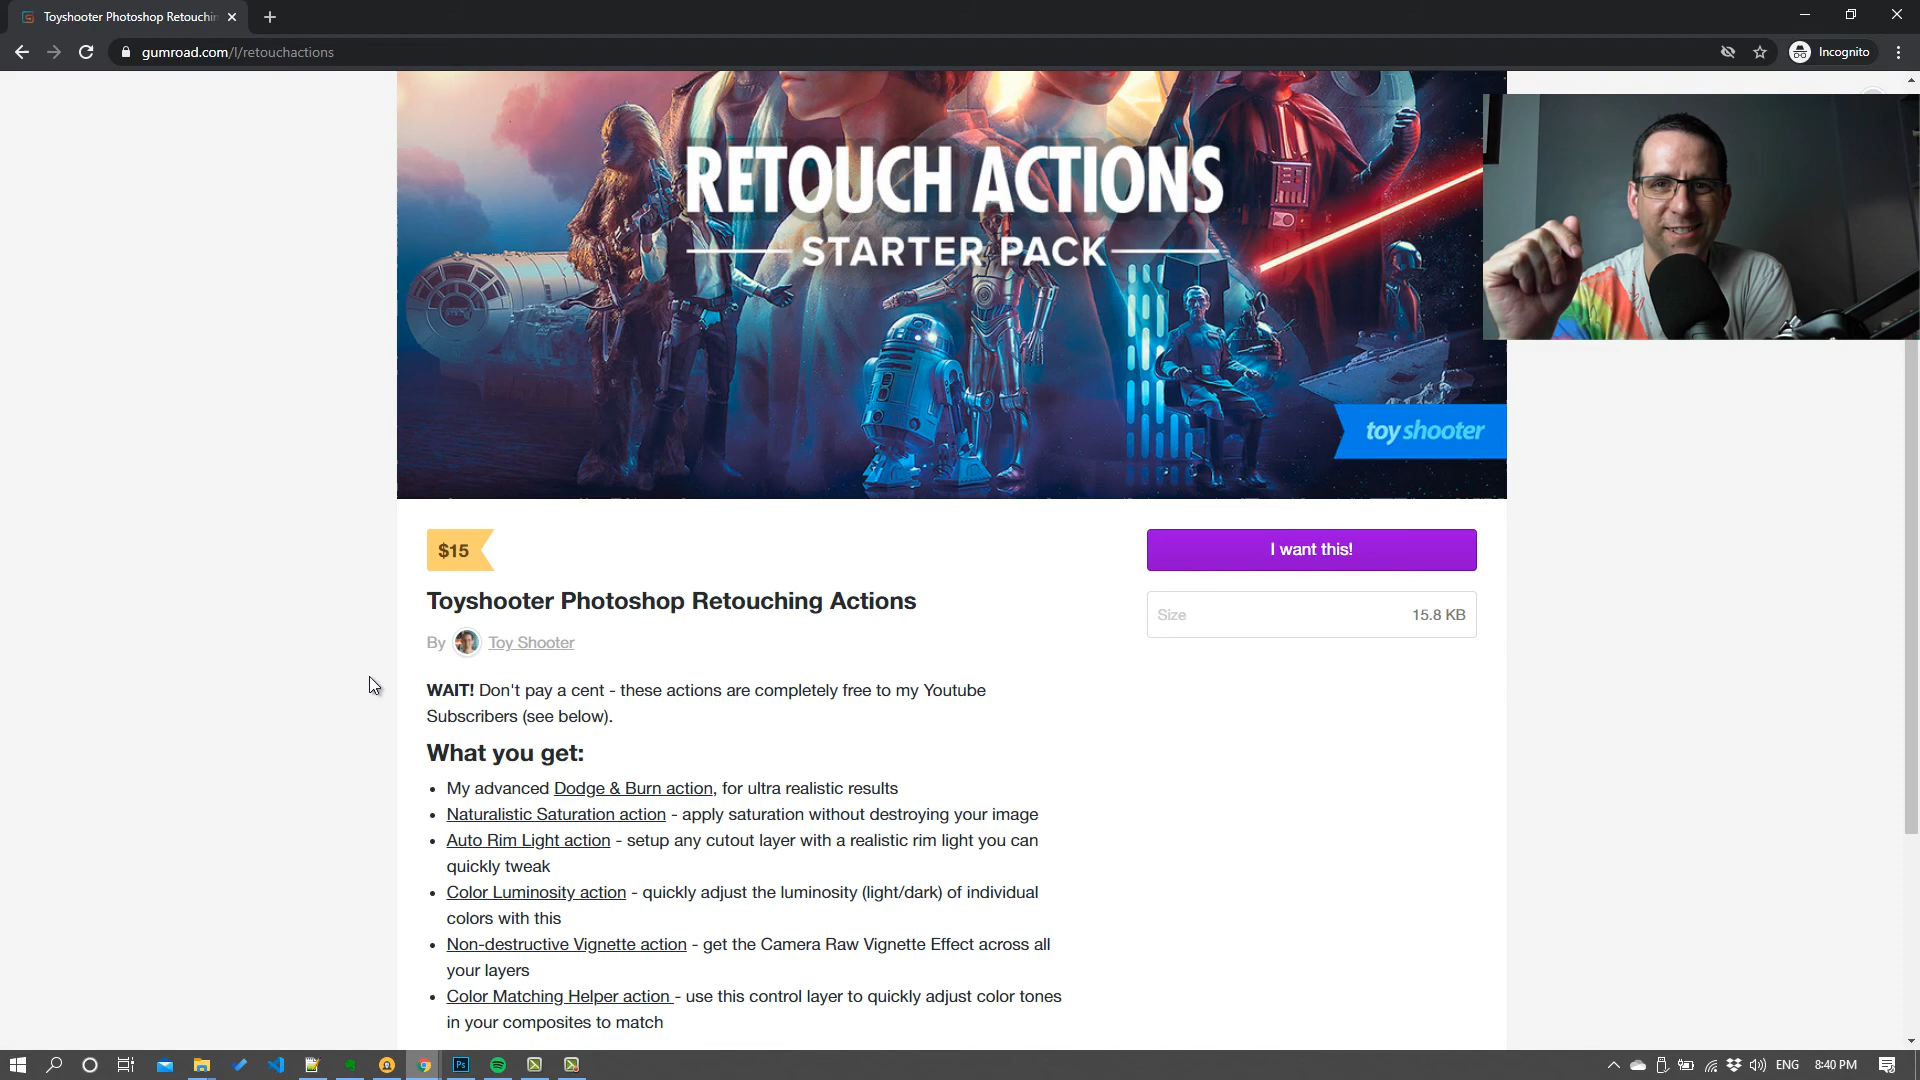 Toyshooter Photoshop Retouchin
gumroad.com/l/retouchactions
Incognito
RETOUCH ACTIONS
STARTER PACK
toyshooter
$15
I want this!
Toyshooter Photoshop Retouching Actions
Size 15.8 KB
By Toy Shooter
WAIT! Don't pay a cent - these actions are completely free to my Youtube
Subscribers (see below).
What you get:
• My advanced Dodge & Burn action, for ultra realistic results
• Naturalistic Saturation action - apply saturation without destroying your image
• Auto Rim Light action - setup any cutout layer with a realistic rim light you can
quickly tweak
• Color Luminosity action - quickly adjust the luminosity (light/dark) of individual
colors with this
• Non-destructive Vignette action - get the Camera Raw Vignette Effect across all
your layers
• Color Matching Helper action - use this control layer to quickly adjust color tones
in your composites to match
Ps
ENG
8:40 PM